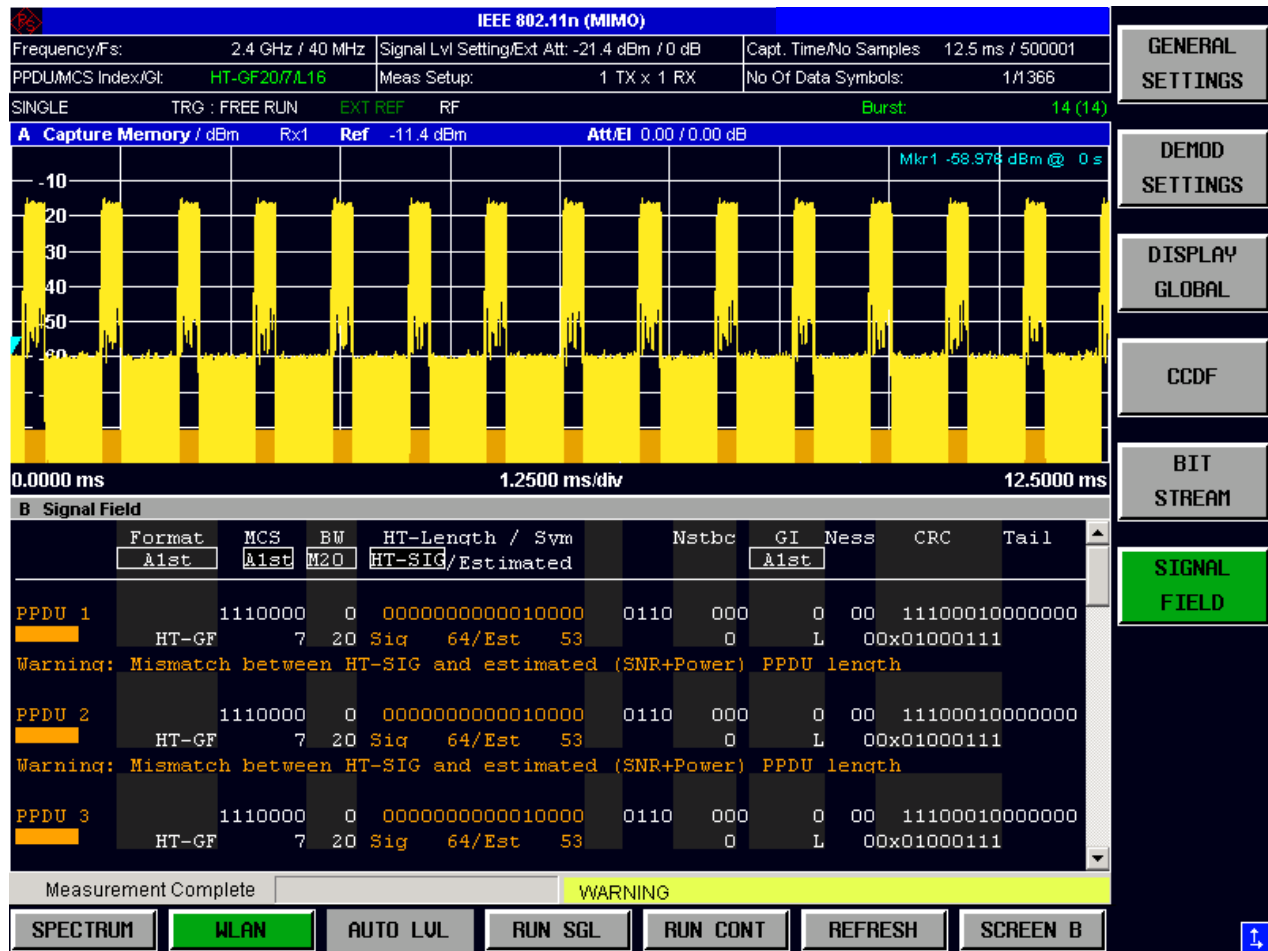 IEEE 802.11n (MIMO)
Frequency/Fs: 2.4 GHz / 40 MHz Signal Lvl Setting/Ext Att: -21.4 dBm / 0 dB Capt. Time/No Samples 12.5 ms / 500001
PPDU/MCS Index/GI: HT-GF20/7/L16 Meas Setup: 1 TX x 1 RX No Of Data Symbols: 1/1366
SINGLE TRG : FREE RUN EXT REF RF Burst: 14 (14)
A Capture Memory / dBm Rx1 Ref -11.4 dBm Att/El 0.00 / 0.00 dB
Mkr1 -58.976 dBm @ 0 s
-10
20
30
40
50
-60
0.0000 ms 1.2500 ms/div 12.5000 ms
B Signal Field
Format MCS BW HT-Length / Sym Nstbc GI Ness CRC Tail
A1st A1st M20 HT-SIG/Estimated A1st
PPDU 1 1110000 0 0000000000010000 0110 000 0 00 11100010000000
HT-GF 7 20 Sig 64/Est 53 0 L 00x01000111
Warning: Mismatch between HT-SIG and estimated (SNR+Power) PPDU length
PPDU 2 1110000 0 0000000000010000 0110 000 0 00 11100010000000
HT-GF 7 20 Sig 64/Est 53 0 L 00x01000111
Warning: Mismatch between HT-SIG and estimated (SNR+Power) PPDU length
PPDU 3 1110000 0 0000000000010000 0110 000 0 00 11100010000000
HT-GF 7 20 Sig 64/Est 53 0 L 00x01000111
Measurement Complete WARNING
SPECTRUM WLAN AUTO LVL RUN SGL RUN CONT REFRESH SCREEN B
GENERAL
SETTINGS
DEMOD
SETTINGS
DISPLAY
GLOBAL
CCDF
BIT
STREAM
SIGNAL
FIELD